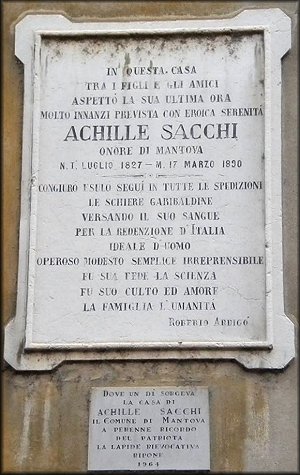 IN QUESTA CASA
TRA I FIGLI E GLI AMICI
ASPETTÒ LA SUA ULTIMA ORA
MOLTO INNANZI PREVISTA CON EROICA SERENITÀ
ACHILLE SACCHI
ONORE DI MANTOVA
N. I. LUGLIO 1827 - M. 17 MARZO 1890
ESULO SEGUÌ IN TUTTE LE SPEDIZIONI
LE SCHIERE GARIBALDINE
VERSANDO IL SUO SANGUE
PER LA REDENZIONE D'ITALIA
IDEALE D'UOMO
OPEROSO MODESTO SEMPLICE IRREPRENSIBILE
FU SUA FEDE LA SCIENZA
FU SUO CULTO ED AMORE
LA FAMIGLIA L'UMANITÀ
ROBERTO ARDIGÒ
DOVE UN DÌ SORGEVA
LA CASA DI
ACHILLE SACCHI
IL COMUNE DI MANTOVA
A PERENNE RICORDO
DEL PATRIOTA
LA LAPIDE RIEVOCATIVA
RIPONE
1964